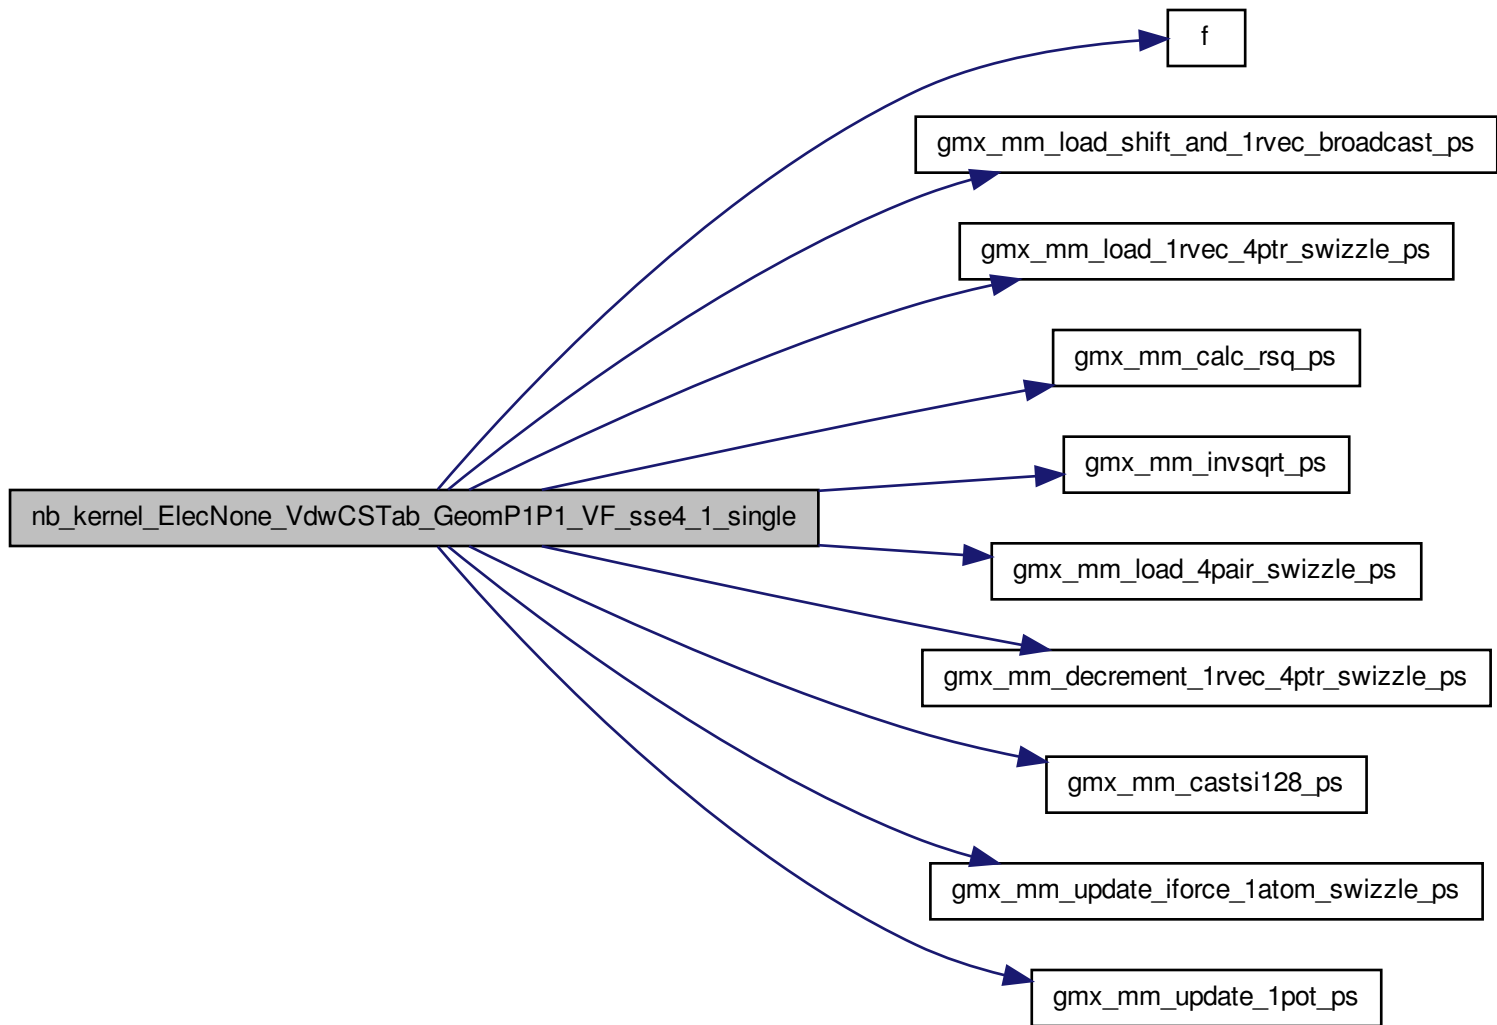 f
gmx_mm_load_shift_and_1rvec_broadcast_ps
gmx_mm_load_1rvec_4ptr_swizzle_ps
gmx_mm_calc_rsq_ps
gmx_mm_invsqrt_ps
nb_kernel_ElecNone_VdwCSTab_GeomP1P1_VF_sse4_1_single
gmx_mm_load_4pair_swizzle_ps
gmx_mm_decrement_1rvec_4ptr_swizzle_ps
gmx_mm_castsi128_ps
gmx_mm_update_iforce_1atom_swizzle_ps
gmx_mm_update_1pot_ps